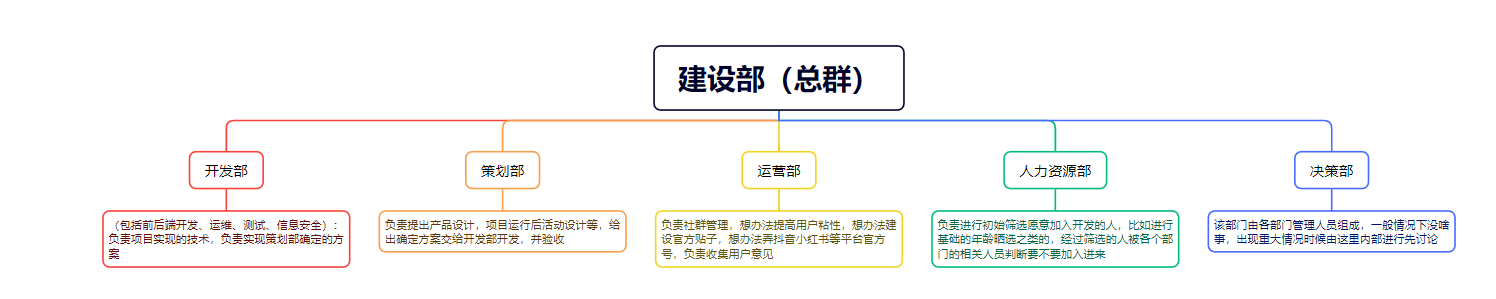 建设部（总群）
开发部
策划部
运营部
人力资源部
决策部
（包括前后端开发、运维、测试、信息安全）：
负责项目实现的技术，负责实现策划部确定的方
案
负责提出产品设计，项目运行后活动设计等，给
出确定方案交给开发部开发，并验收
负责社群管理，想办法提高用户粘性，想办法建
设官方贴子，想办法弄抖音小红书等平台官方
号，负责收集用户意见
负责进行初始筛选愿意加入开发的人，比如进行
基础的年龄晒选之类的，经过筛选的人被各个部
门的相关人员判断要不要加入进来
该部门由各部门管理人员组成，一般情况下没啥
事，出现重大情况时候由这里内部进行先讨论